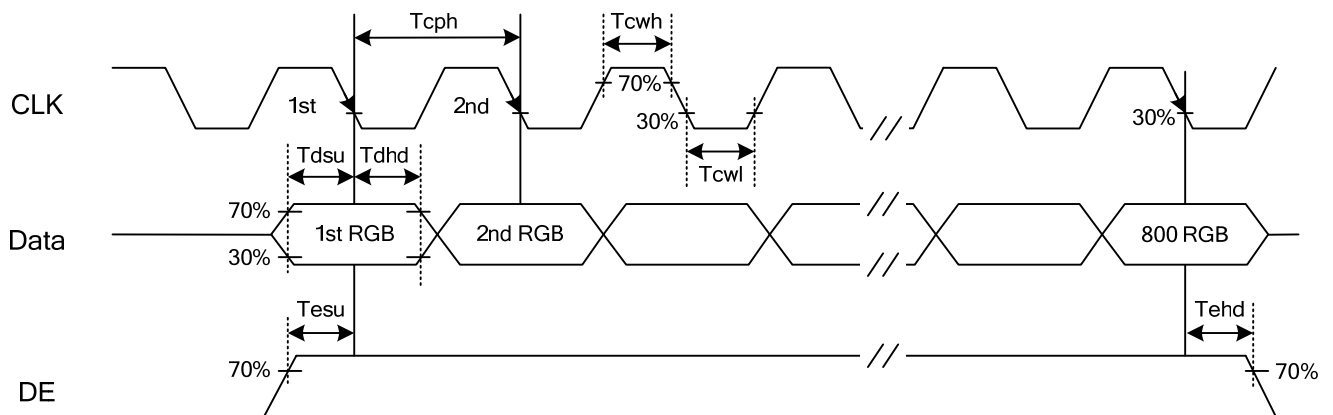 Tcph
Tcwh
CLK
1st
2nd
70%
30%
30%
Tcwl
Tdsu
Tdhd
70%
Data
1st RGB
2nd RGB
800 RGB
30%
Tesu
Tehd
70%
70%
DE